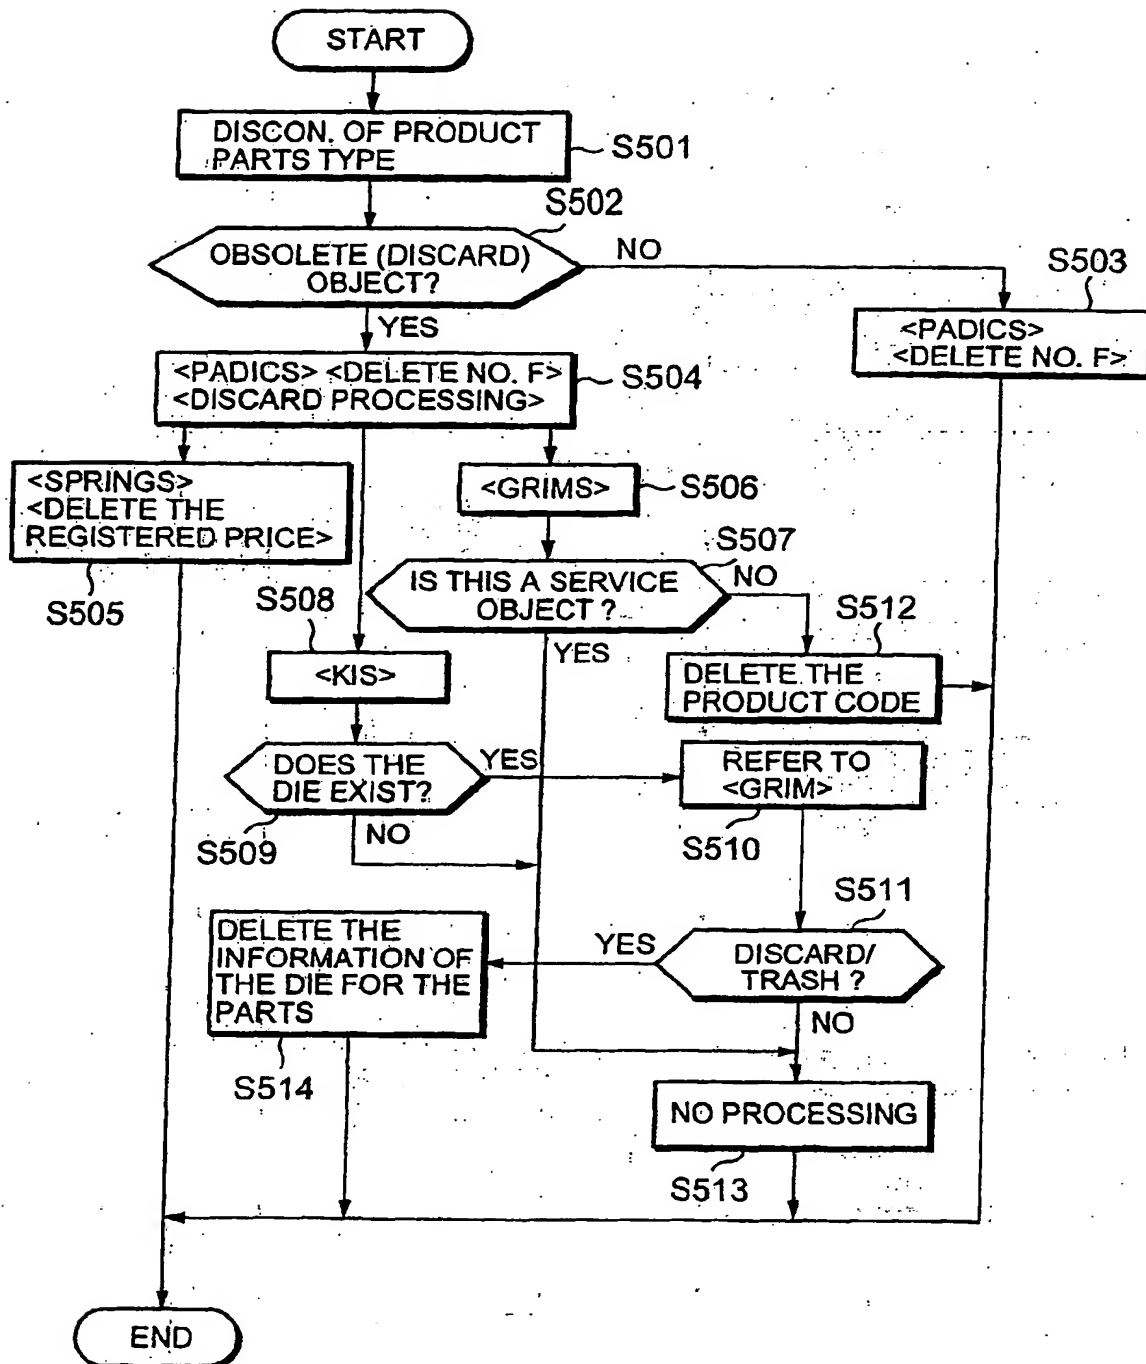 START
DISCON. OF PRODUCT
PARTS TYPE
S501
S502
OBSOLETE (DISCARD)
OBJECT?
NO
S503
<PADICS>
<DELETE NO. F>
YES
<PADICS> <DELETE NO. F>
<DISCARD PROCESSING>
S504
<SPRINGS>
<DELETE THE
REGISTERED PRICE>
S505
<GRIMS>
S506
S507
IS THIS A SERVICE
OBJECT ?
NO
YES
S508
<KIS>
S512
DELETE THE
PRODUCT CODE
DOES THE
DIE EXIST?
YES
S509
NO
REFER TO
<GRIM>
S510
S511
DISCARD/
TRASH ?
YES
NO
DELETE THE
INFORMATION OF
THE DIE FOR THE
PARTS
S514
NO PROCESSING
S513
END